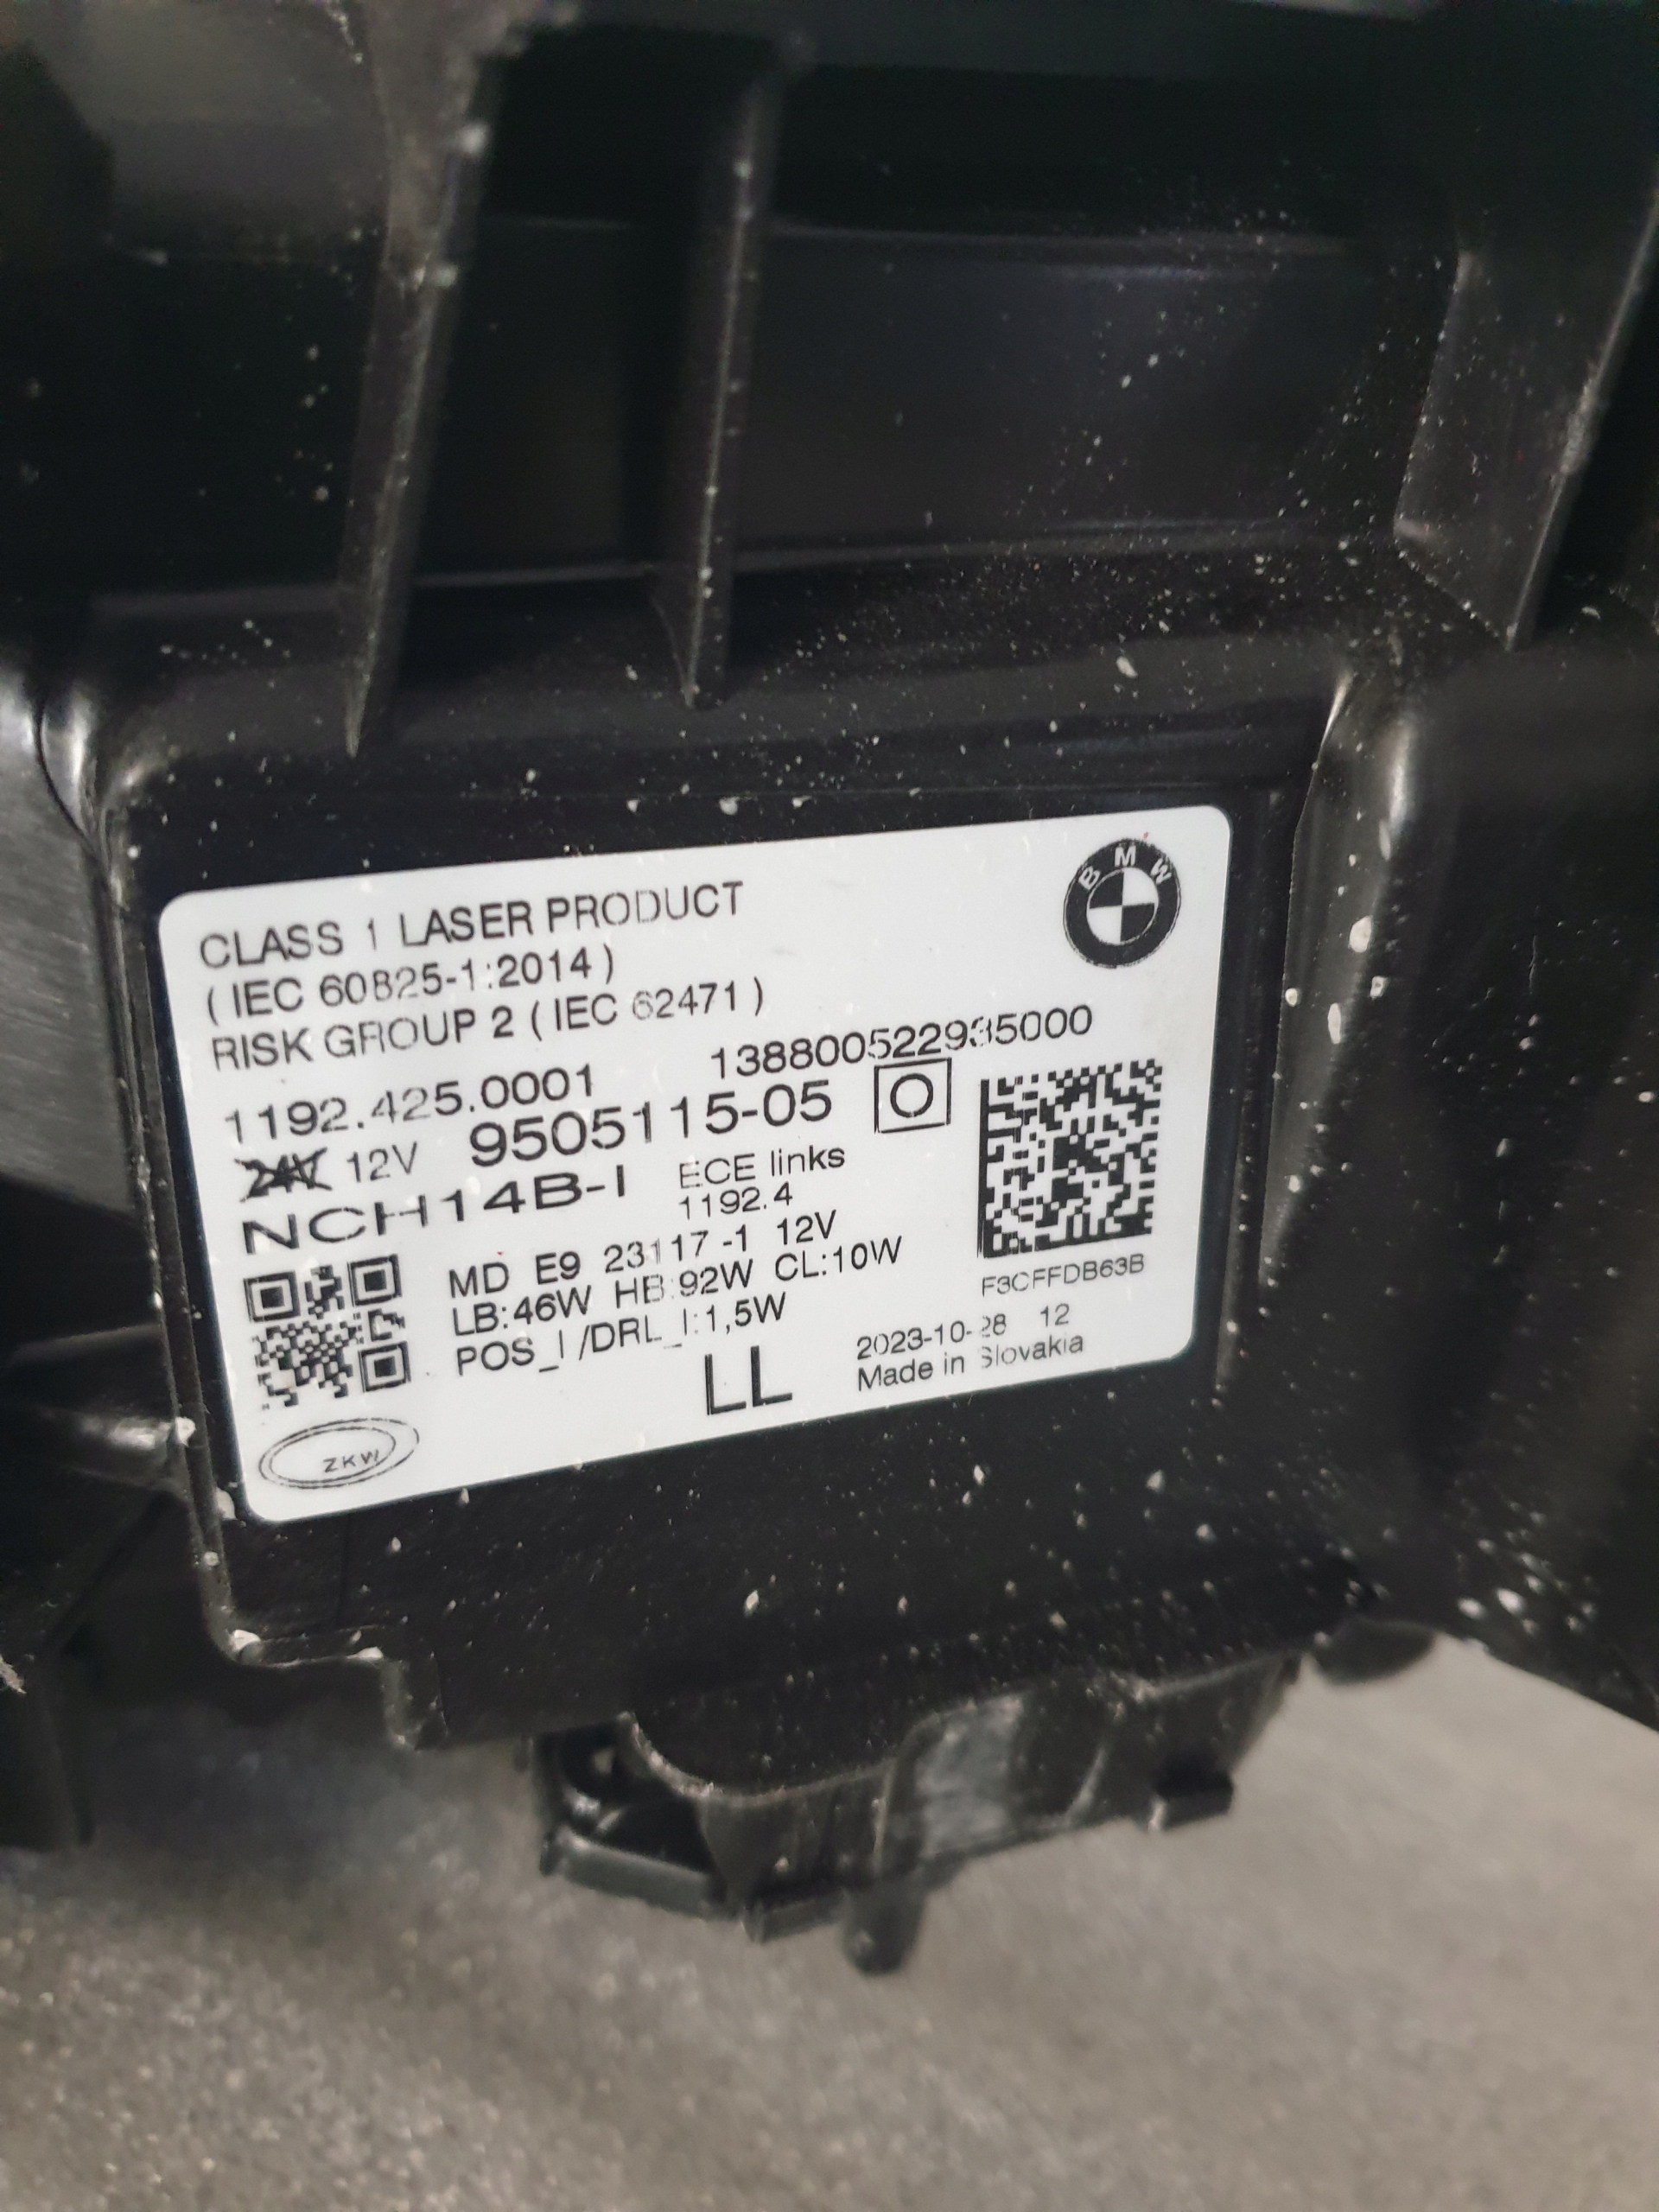 CLASS 1 LASER PRODUCT
( IEC 60825-1:2014 )
RISK GROUP 2 ( IEC 62471 )
BMW
1192.425.0001 138800522935000
24V 12V 9505115-05
NCH14B-I ECE links
1192.4
MD E9 23117 -1 12V
LB:46W HB:92W CL:10W
POS_I /DRL_I:1,5W
F3CFFDB63B
LL
2023-10-28 12
Made in Slovakia
ZKW